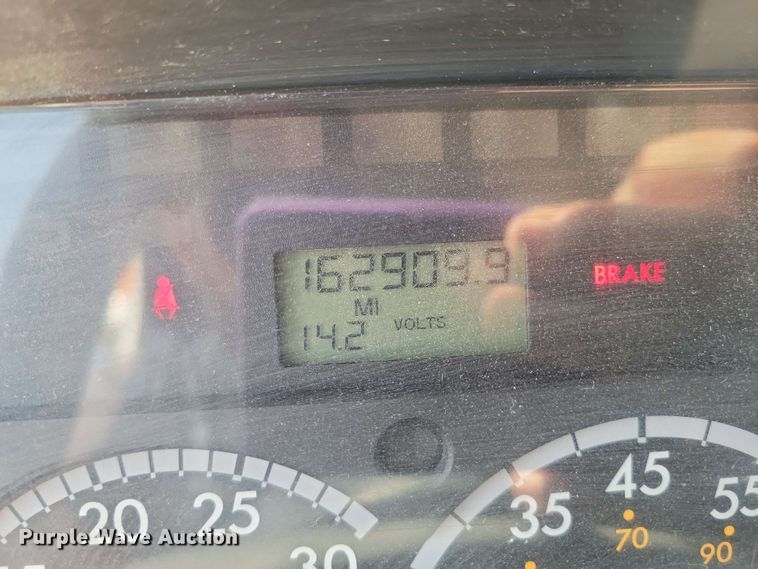 162909.9
MI
14.2 VOLTS
BRAKE
20 25 30
35 45 55
70 90
Purple Wave Auction